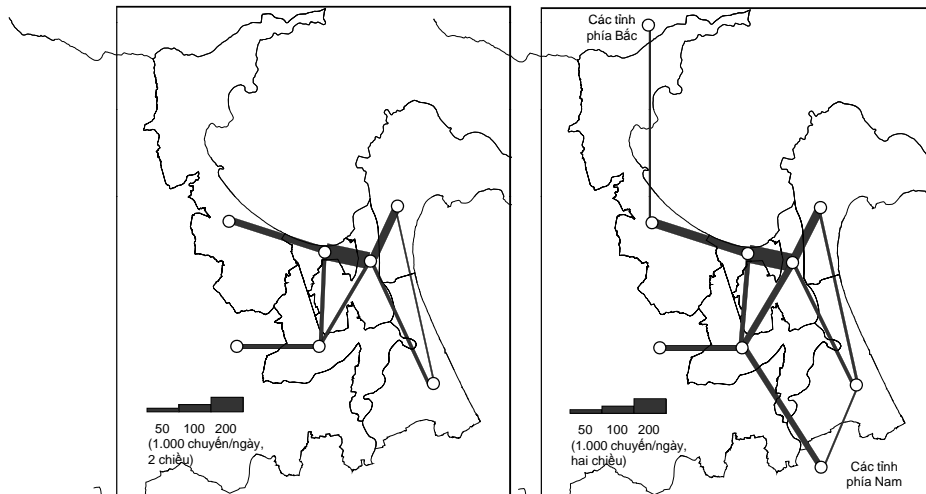 50 100 200
(1.000 chuyến/ngày,
2 chiều)
Các tỉnh
phía Bắc
50 100 200
(1.000 chuyến/ngày,
hai chiều)
Các tỉnh
phía Nam